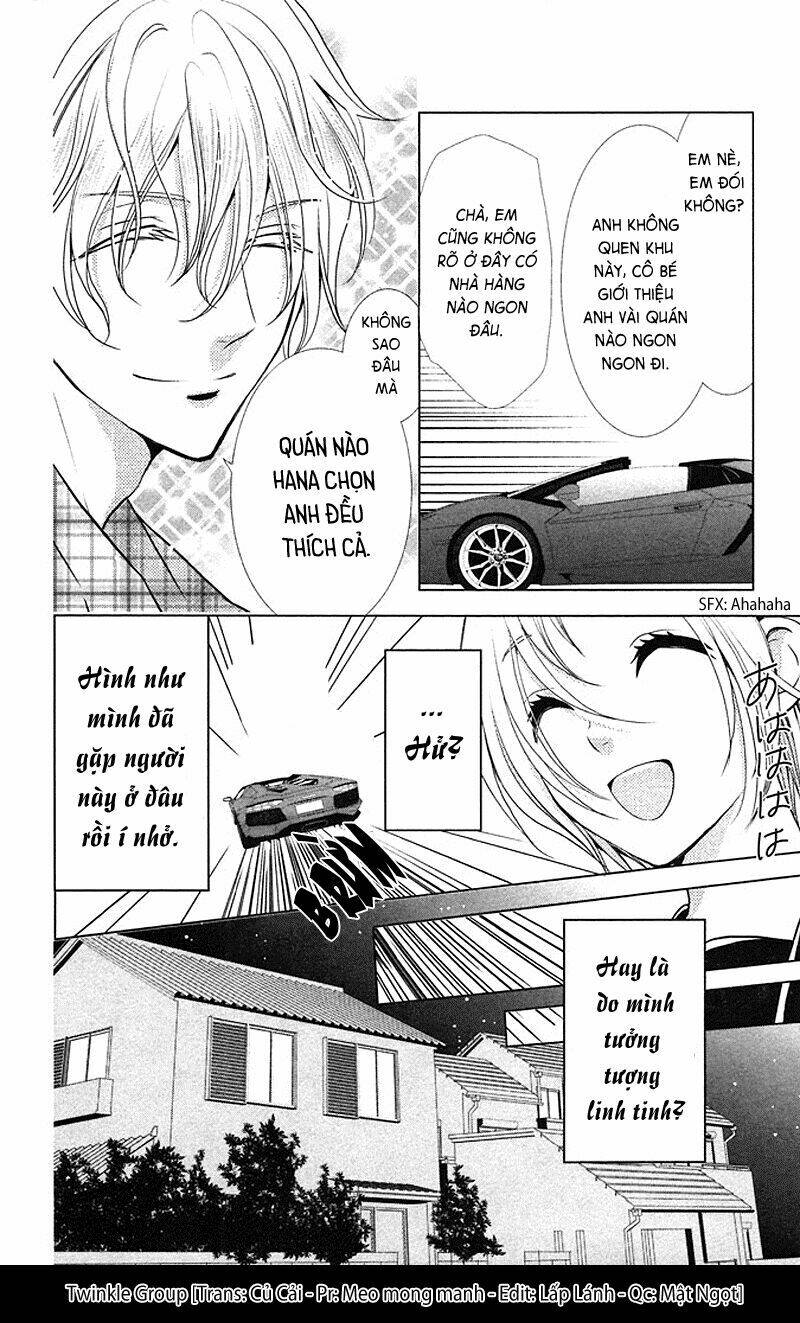 EM NÈ,
EM ĐÓI
KHÔNG?
ANH KHÔNG
QUEN KHU
NÀY, CÔ BÉ
GIỚI THIỆU
ANH VÀI QUÁN
NÀO NGON
NGON ĐI.
CHÀ, EM
CŨNG KHÔNG
RÕ Ở ĐÂY CÓ
NHÀ HÀNG
NÀO NGON
ĐÂU.
KHÔNG
SAO
ĐÂU
MÀ
QUÁN NÀO
HANA CHỌN
ANH ĐỀU
THÍCH CẢ.
SFX: Ahahaha
あはははは
...
Hử?
Hình như
mình đã
gặp người
này ở đâu
rồi í nhở.
BRỪM
Hay là
do mình
tưởng
tượng
linh tinh?
Twinkle Group [Trans: Củ Cải - Pr: Meo mong manh - Edit: Lấp Lánh - Qc: Mật Ngọt]